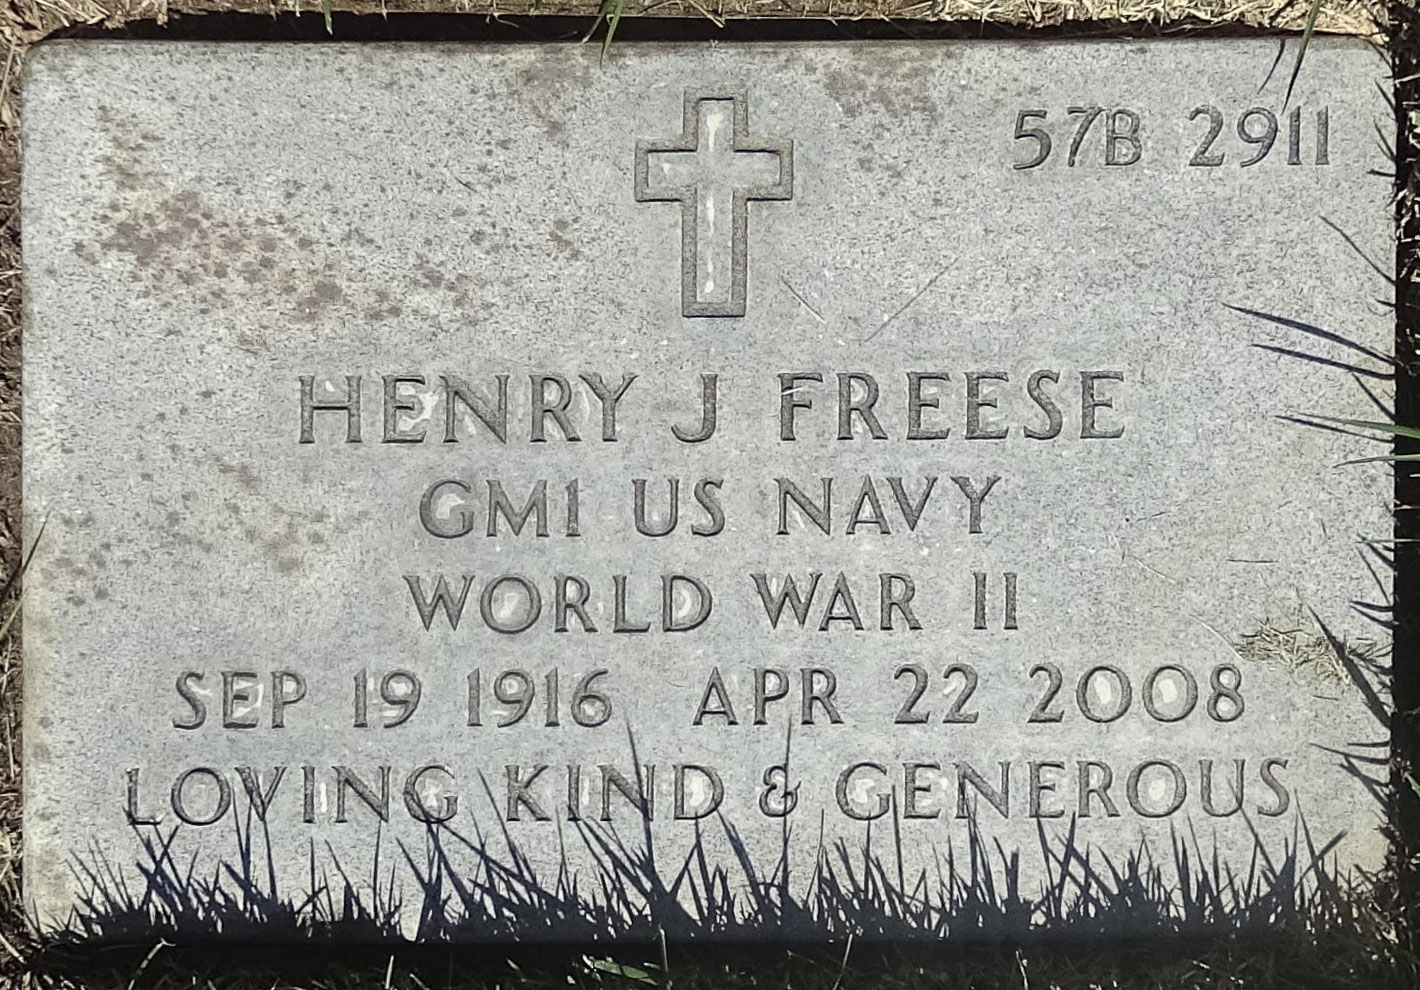 57B 2911
HENRY J FREESE
GM1 US NAVY
WORLD WAR II
SEP 19 1916 APR 22 2008
LOVING KIND & GENEROUS